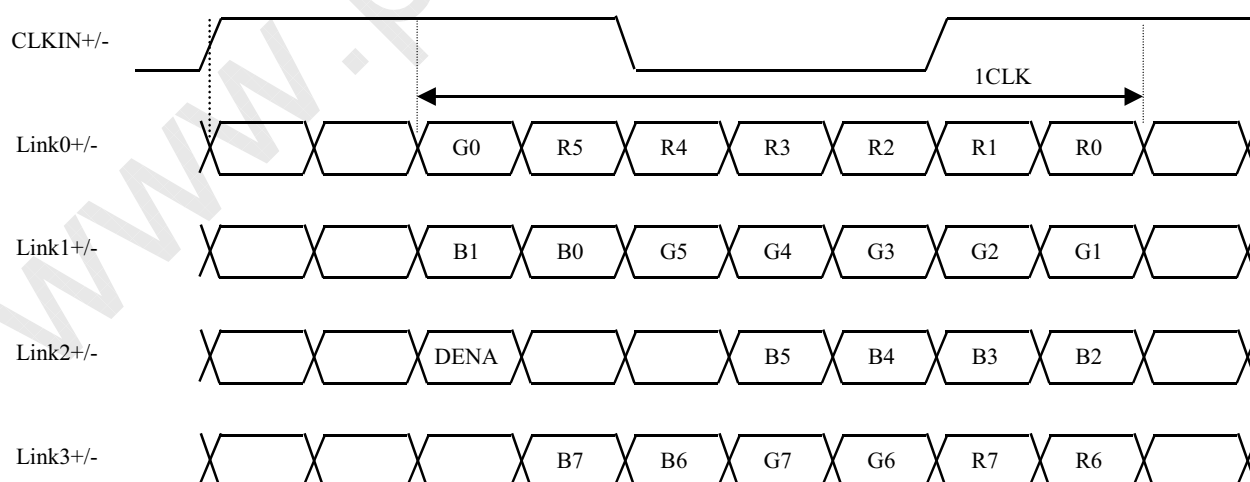 CLKIN+/-
1CLK
Link0+/- G0 R5 R4 R3 R2 R1 R0
Link1+/- B1 B0 G5 G4 G3 G2 G1
Link2+/- DENA B5 B4 B3 B2
Link3+/- B7 B6 G7 G6 R7 R6